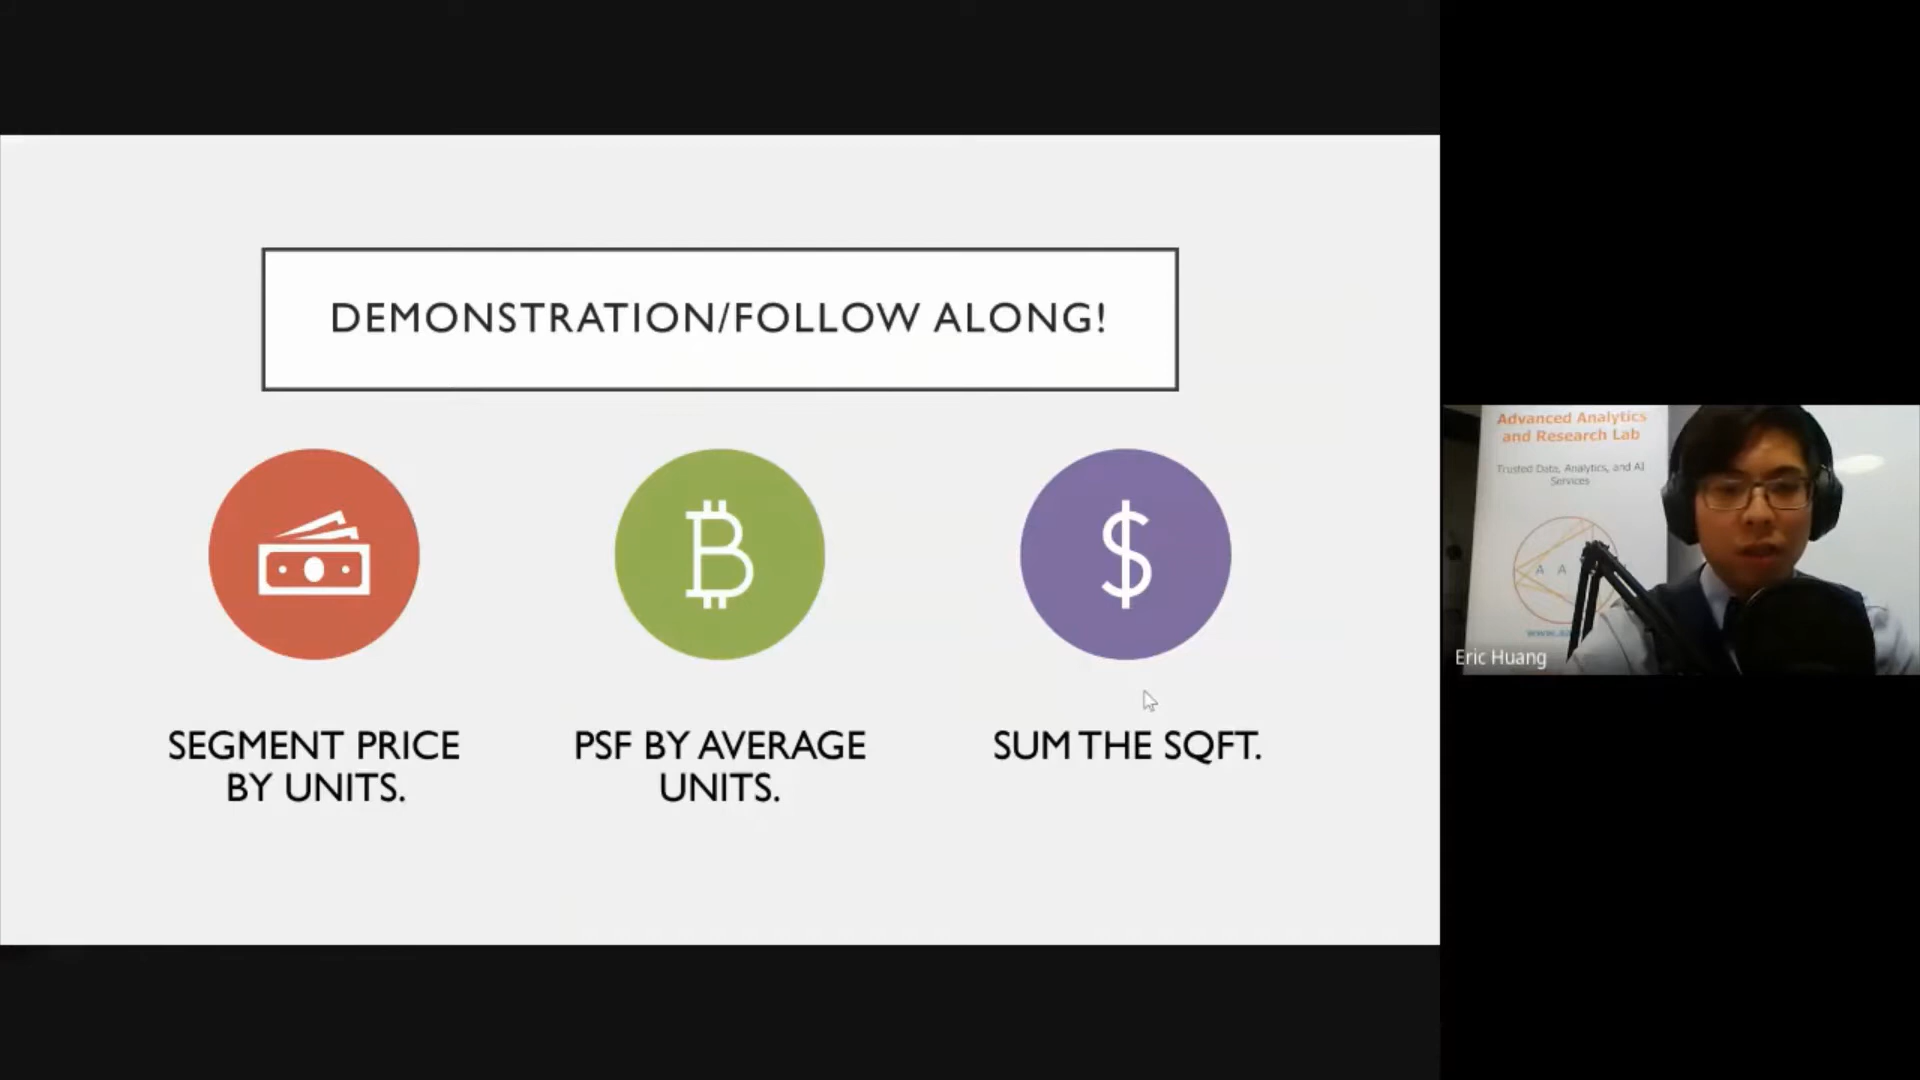 DEMONSTRATION/FOLLOW ALONG!
SEGMENT PRICE
BY UNITS.
PSF BY AVERAGE
UNITS.
SUM THE SQFT.
Advanced Analytics
and Research Lab
Trusted Data, Analytics, and AI
Services
A A
Eric Huang